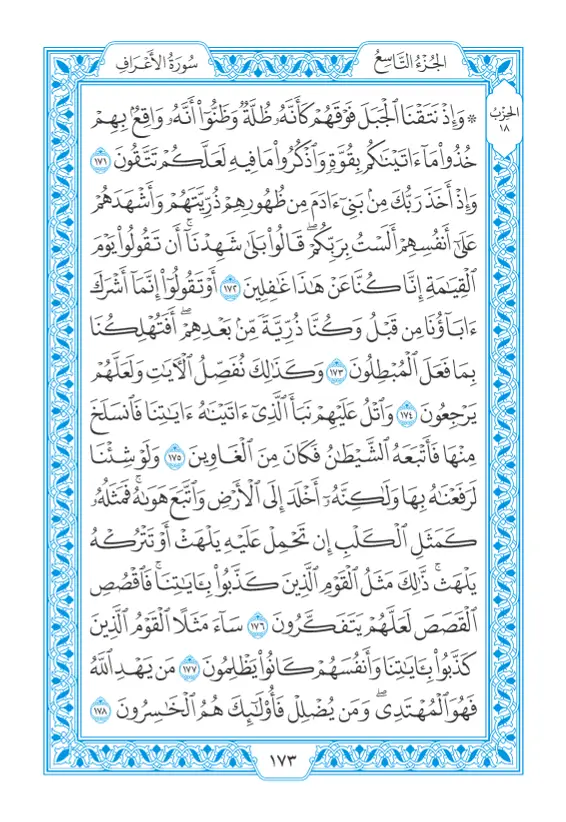 الجُزْءُ التَّاسِعُ
سُورَةُ الأَعْرَافِ
الحِزْبُ
١٨
۞ وَإِذْ نَتَقْنَا ٱلْجَبَلَ فَوْقَهُمْ كَأَنَّهُۥ ظُلَّةٌ وَظَنُّوٓا۟ أَنَّهُۥ وَاقِعٌۢ بِهِمْ
خُذُوا۟ مَآ ءَاتَيْنَٰكُم بِقُوَّةٍ وَٱذْكُرُوا۟ مَا فِيهِ لَعَلَّكُمْ تَتَّقُونَ ١٧١
وَإِذْ أَخَذَ رَبُّكَ مِنۢ بَنِىٓ ءَادَمَ مِن ظُهُورِهِمْ ذُرِّيَّتَهُمْ وَأَشْهَدَهُمْ
عَلَىٰٓ أَنفُسِهِمْ أَلَسْتُ بِرَبِّكُمْ ۖ قَالُوا۟ بَلَىٰ ۛ شَهِدْنَآ ۛ أَن تَقُولُوا۟ يَوْمَ
ٱلْقِيَٰمَةِ إِنَّا كُنَّا عَنْ هَٰذَا غَٰفِلِينَ ١٧٢ أَوْ تَقُولُوٓا۟ إِنَّمَآ أَشْرَكَ
ءَابَآؤُنَا مِن قَبْلُ وَكُنَّا ذُرِّيَّةً مِّنۢ بَعْدِهِمْ ۖ أَفَتُهْلِكُنَا
بِمَا فَعَلَ ٱلْمُبْطِلُونَ ١٧٣ وَكَذَٰلِكَ نُفَصِّلُ ٱلْـَٔايَٰتِ وَلَعَلَّهُمْ
يَرْجِعُونَ ١٧٤ وَٱتْلُ عَلَيْهِمْ نَبَأَ ٱلَّذِىٓ ءَاتَيْنَٰهُ ءَايَٰتِنَا فَٱنسَلَخَ
مِنْهَا فَأَتْبَعَهُ ٱلشَّيْطَٰنُ فَكَانَ مِنَ ٱلْغَاوِينَ ١٧٥ وَلَوْ شِئْنَا
لَرَفَعْنَٰهُ بِهَا وَلَٰكِنَّهُۥٓ أَخْلَدَ إِلَى ٱلْأَرْضِ وَٱتَّبَعَ هَوَىٰهُ ۚ فَمَثَلُهُۥ
كَمَثَلِ ٱلْكَلْبِ إِن تَحْمِلْ عَلَيْهِ يَلْهَثْ أَوْ تَتْرُكْهُ
يَلْهَث ۚ ذَّٰلِكَ مَثَلُ ٱلْقَوْمِ ٱلَّذِينَ كَذَّبُوا۟ بِـَٔايَٰتِنَا ۚ فَٱقْصُصِ
ٱلْقَصَصَ لَعَلَّهُمْ يَتَفَكَّرُونَ ١٧٦ سَآءَ مَثَلًا ٱلْقَوْمُ ٱلَّذِينَ
كَذَّبُوا۟ بِـَٔايَٰتِنَا وَأَنفُسَهُمْ كَانُوا۟ يَظْلِمُونَ ١٧٧ مَن يَهْدِ ٱللَّهُ
فَهُوَ ٱلْمُهْتَدِى ۖ وَمَن يُضْلِلْ فَأُو۟لَٰٓئِكَ هُمُ ٱلْخَٰسِرُونَ ١٧٨
١٧٣